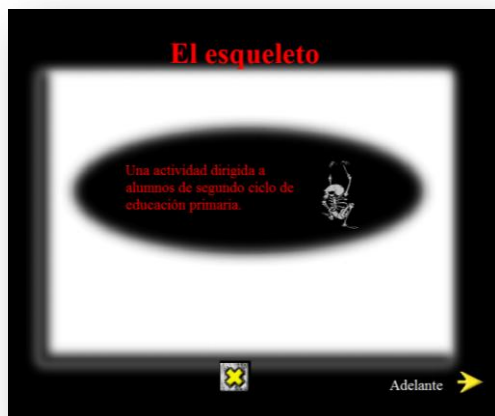 El esqueleto
Una actividad dirigida a
alumnos de segundo ciclo de
educación primaria.
Adelante